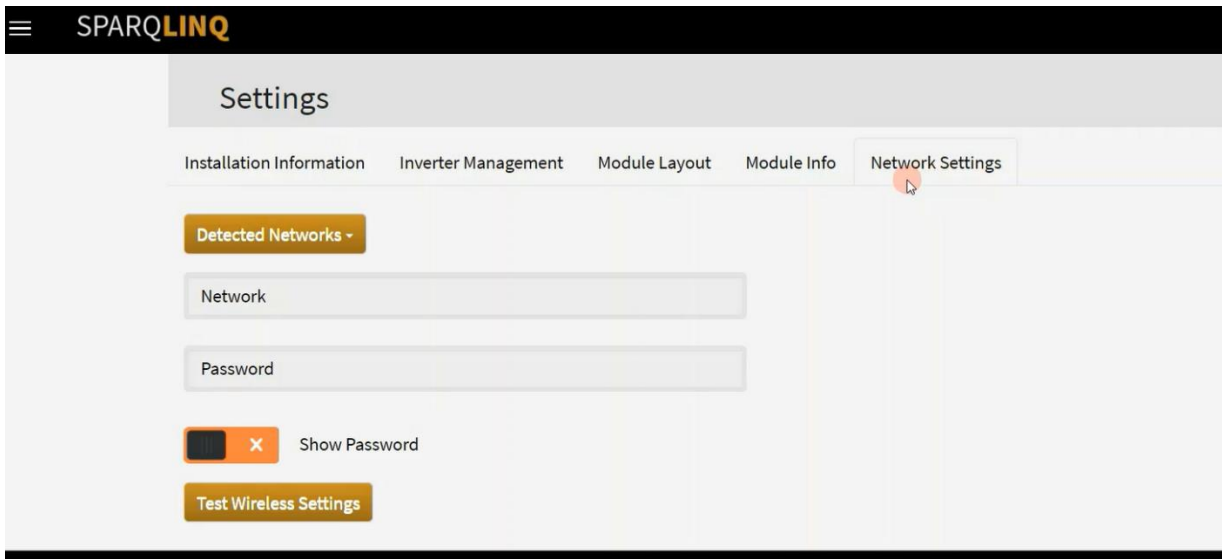 SPARQLINQ
Settings
Installation Information Inverter Management Module Layout Module Info Network Settings
Detected Networks
Network
Password
Show Password
Test Wireless Settings